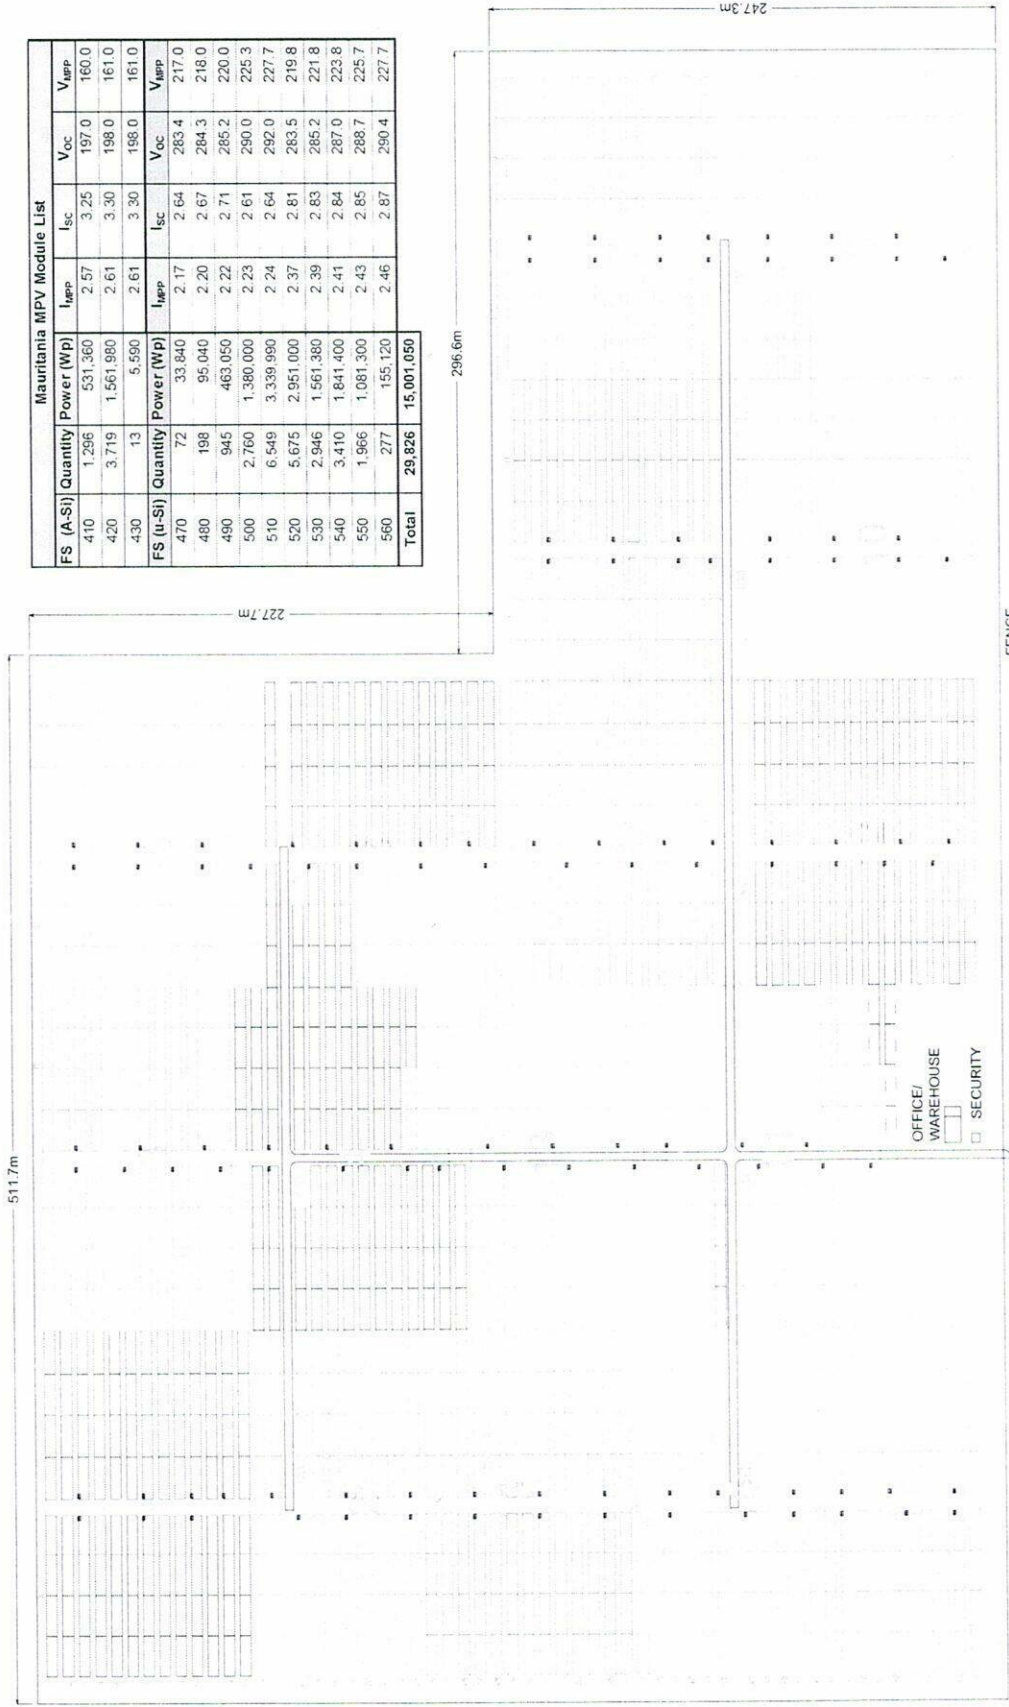 Mauritania MPV Module List
FS (A-Si) Quantity Power (Wp) IMPP ISC VOC VMPP
410 1,296 531,360 2.57 3.25 197.0 160.0
420 3,719 1,561,980 2.61 3.30 198.0 161.0
430 13 5,590 2.61 3.30 198.0 161.0
FS (u-Si) Quantity Power (Wp) IMPP ISC VOC VMPP
470 72 33,840 2.17 2.64 283.4 217.0
480 198 95,040 2.20 2.67 284.3 218.0
490 945 463,050 2.22 2.71 285.2 220.0
500 2,760 1,380,000 2.23 2.61 290.0 225.3
510 6,549 3,339,990 2.24 2.64 292.0 227.7
520 5,675 2,951,000 2.37 2.81 283.5 219.8
530 2,946 1,561,380 2.39 2.83 285.2 221.8
540 3,410 1,841,400 2.41 2.84 287.0 223.8
550 1,966 1,081,300 2.43 2.85 288.7 225.7
560 277 155,120 2.46 2.87 290.4 227.7
Total 29,826 15,001,050
511.7m
227.7m
296.6m
247.3m
OFFICE/
WAREHOUSE
SECURITY
FENCE